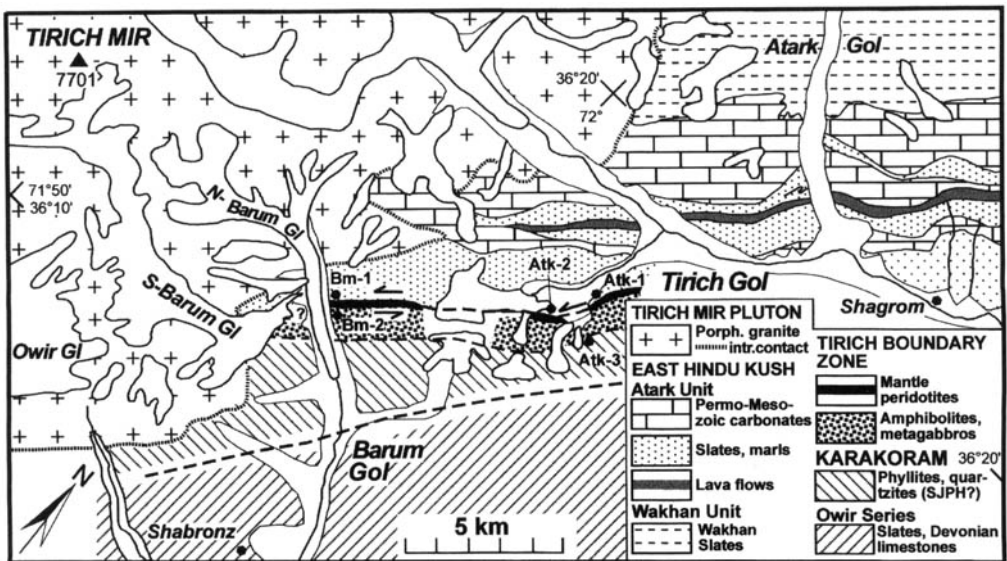 TIRICH MIR
7701
Atark Gol
36°20'
72°
71°50'
36°10'
N- Barum Gl
S-Barum Gl
Owir Gl
Bm-1
Bm-2
?
Atk-2
Atk-1
Atk-3
Tirich Gol
Shagrom
Barum
Gol
Shabronz
N
5 km
TIRICH MIR PLUTON
Porph. granite
intr.contact
EAST HINDU KUSH
Atark Unit
Permo-Meso-
zoic carbonates
Slates, marls
Lava flows
Wakhan Unit
Wakhan
Slates
TIRICH BOUNDARY
ZONE
Mantle
peridotites
Amphibolites,
metagabbros
KARAKORAM
36°20'
Phyllites, quar-
tzites (SJPH?)
Owir Series
Slates, Devonian
limestones